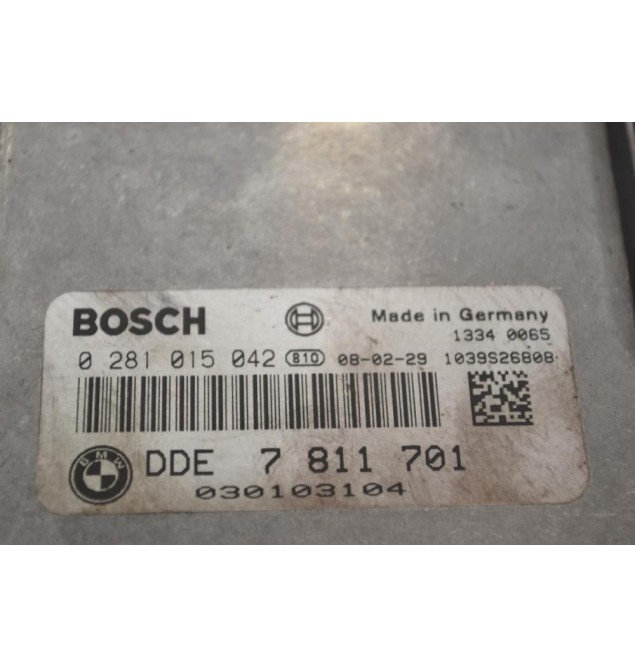 BOSCH Made in Germany
1334 0065
0 281 015 042 810 08-02-29 1039S26808
BMW DDE 7 811 701
030103104